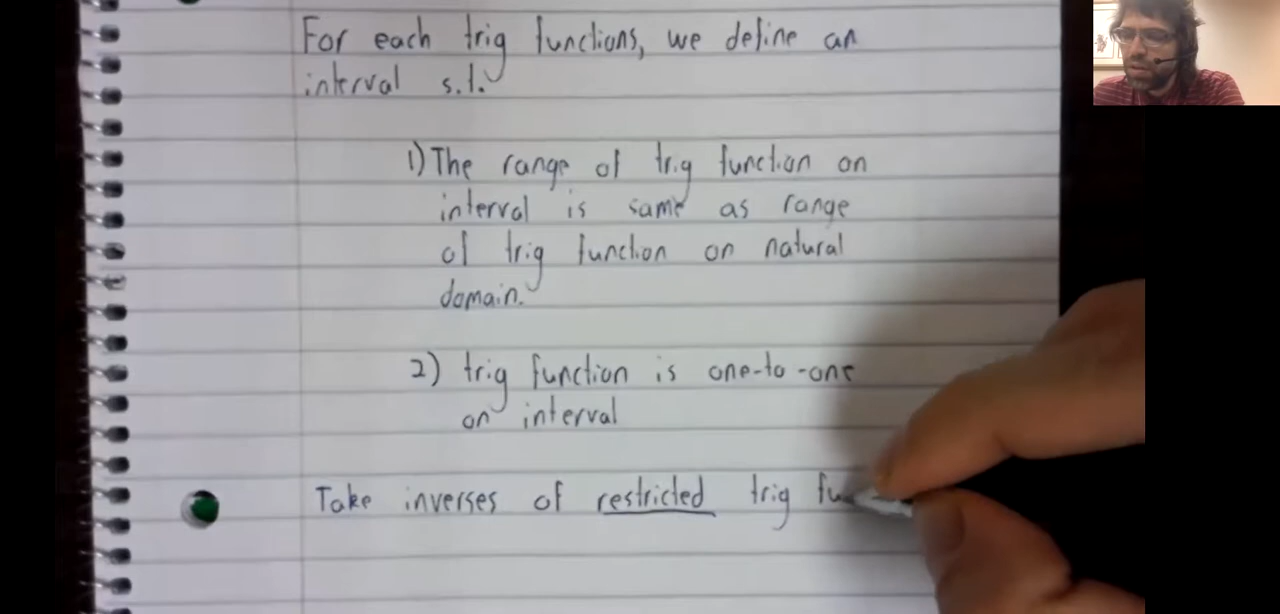 For each trig functions, we define an
interval s.t.
1) The range of trig function on
interval is same as range
of trig function on natural
domain.
2) trig function is one-to-one
on interval
Take inverses of restricted trig fu